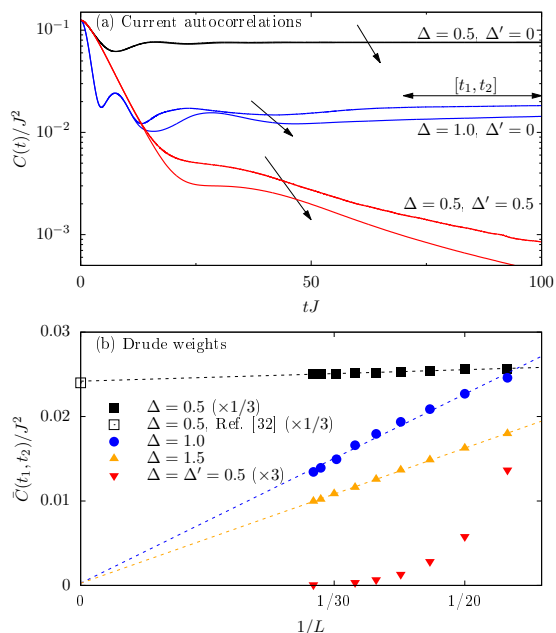 (a) Current autocorrelations
C(t)/J²
10⁻¹
10⁻²
10⁻³
Δ = 0.5, Δ′ = 0
[t₁, t₂]
Δ = 1.0, Δ′ = 0
Δ = 0.5, Δ′ = 0.5
0
50
100
tJ
(b) Drude weights
C̄(t₁, t₂)/J²
0.03
0.02
0.01
0
Δ = 0.5 (×1/3)
Δ = 0.5, Ref. [32] (×1/3)
Δ = 1.0
Δ = 1.5
Δ = Δ′ = 0.5 (×3)
0
1/30
1/20
1/L